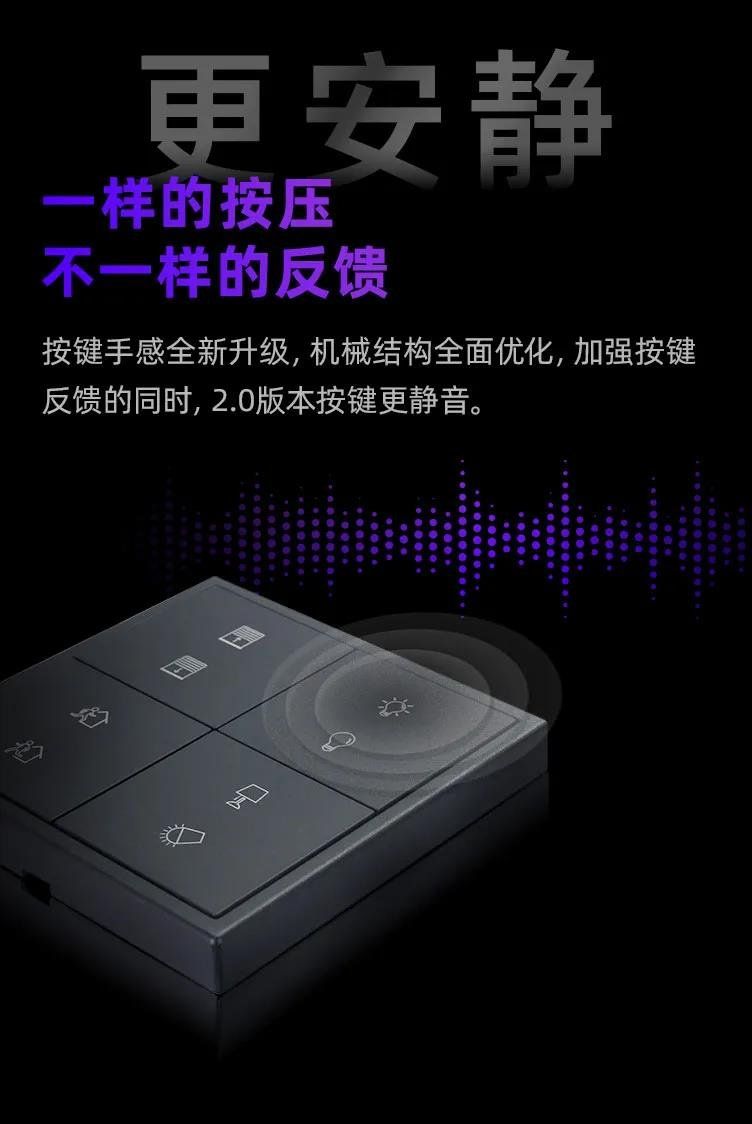 更安静
一样的按压
不一样的反馈
按键手感全新升级, 机械结构全面优化, 加强按键
反馈的同时, 2.0版本按键更静音。